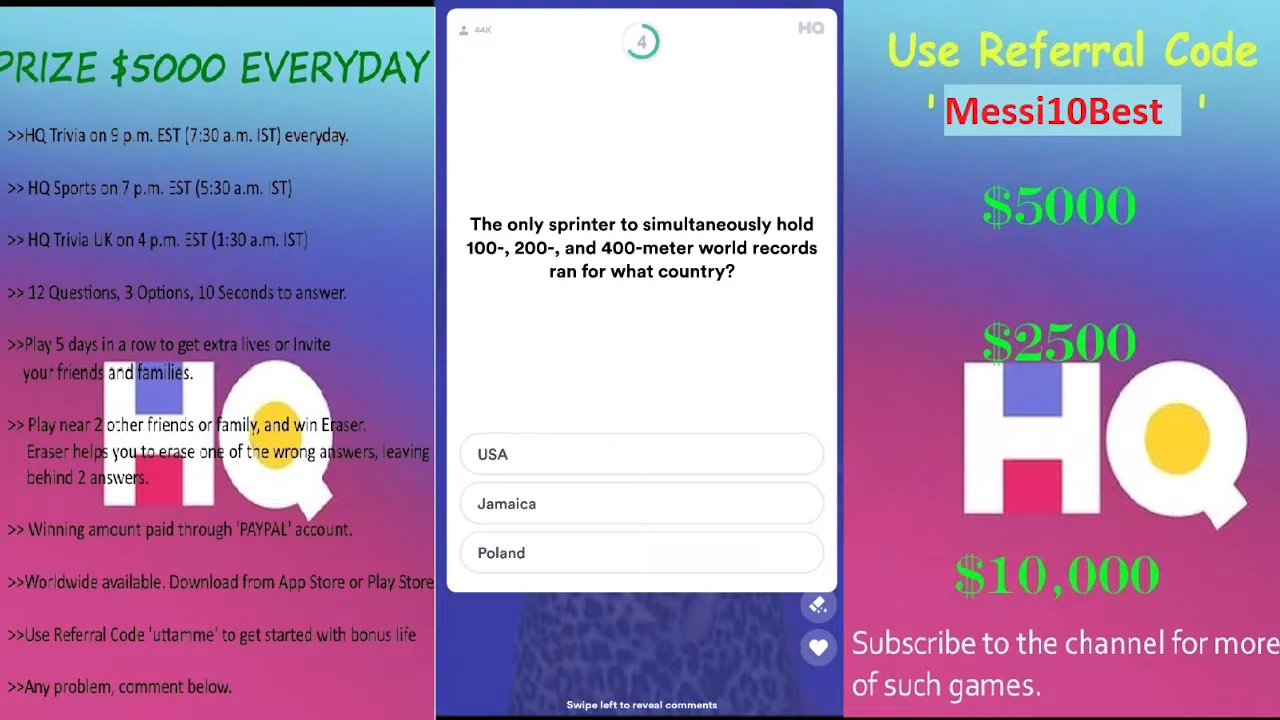 PRIZE $5000 EVERYDAY
>>HQ Trivia on 9 p.m. EST (7:30 a.m. IST) everyday.
>> HQ Sports on 7 p.m. EST (5:30 a.m. IST)
>> HQ Trivia UK on 4 p.m. EST (1:30 a.m. IST)
>> 12 Questions, 3 Options, 10 Seconds to answer.
>>Play 5 days in a row to get extra lives or Invite
your friends and families.
>> Play near 2 other friends or family, and win Eraser.
Eraser helps you to erase one of the wrong answers, leaving
behind 2 answers.
>> Winning amount paid through 'PAYPAL' account.
>>Worldwide available. Download from App Store or Play Store
>>Use Referral Code 'uttamme' to get started with bonus life
>>Any problem, comment below.
HQ
44K
4
HQ
The only sprinter to simultaneously hold
100-, 200-, and 400-meter world records
ran for what country?
USA
Jamaica
Poland
Swipe left to reveal comments
Use Referral Code
' Messi10Best '
$5000
$2500
HQ
$10,000
Subscribe to the channel for more
of such games.